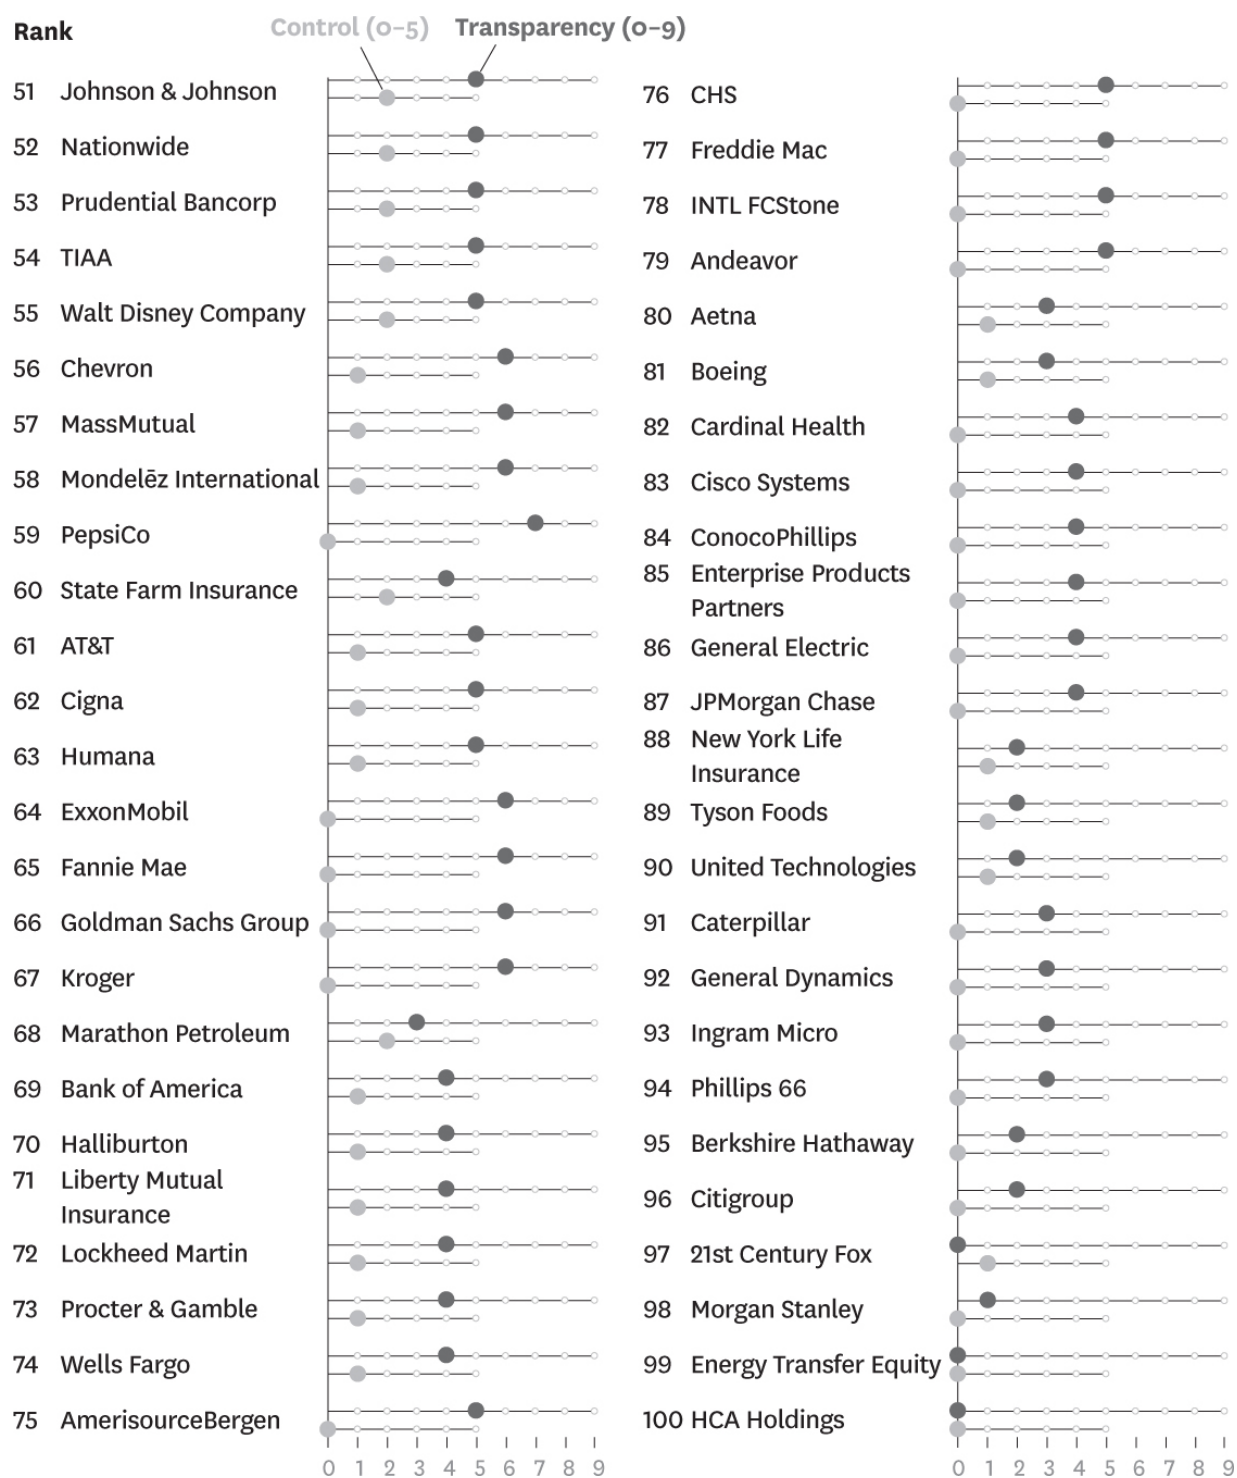 Rank
Control (0–5) Transparency (0–9)
51 Johnson & Johnson
52 Nationwide
53 Prudential Bancorp
54 TIAA
55 Walt Disney Company
56 Chevron
57 MassMutual
58 Mondelēz International
59 PepsiCo
60 State Farm Insurance
61 AT&T
62 Cigna
63 Humana
64 ExxonMobil
65 Fannie Mae
66 Goldman Sachs Group
67 Kroger
68 Marathon Petroleum
69 Bank of America
70 Halliburton
71 Liberty Mutual
Insurance
72 Lockheed Martin
73 Procter & Gamble
74 Wells Fargo
75 AmerisourceBergen
0 1 2 3 4 5 6 7 8 9
76 CHS
77 Freddie Mac
78 INTL FCStone
79 Andeavor
80 Aetna
81 Boeing
82 Cardinal Health
83 Cisco Systems
84 ConocoPhillips
85 Enterprise Products
Partners
86 General Electric
87 JPMorgan Chase
88 New York Life
Insurance
89 Tyson Foods
90 United Technologies
91 Caterpillar
92 General Dynamics
93 Ingram Micro
94 Phillips 66
95 Berkshire Hathaway
96 Citigroup
97 21st Century Fox
98 Morgan Stanley
99 Energy Transfer Equity
100 HCA Holdings
0 1 2 3 4 5 6 7 8 9